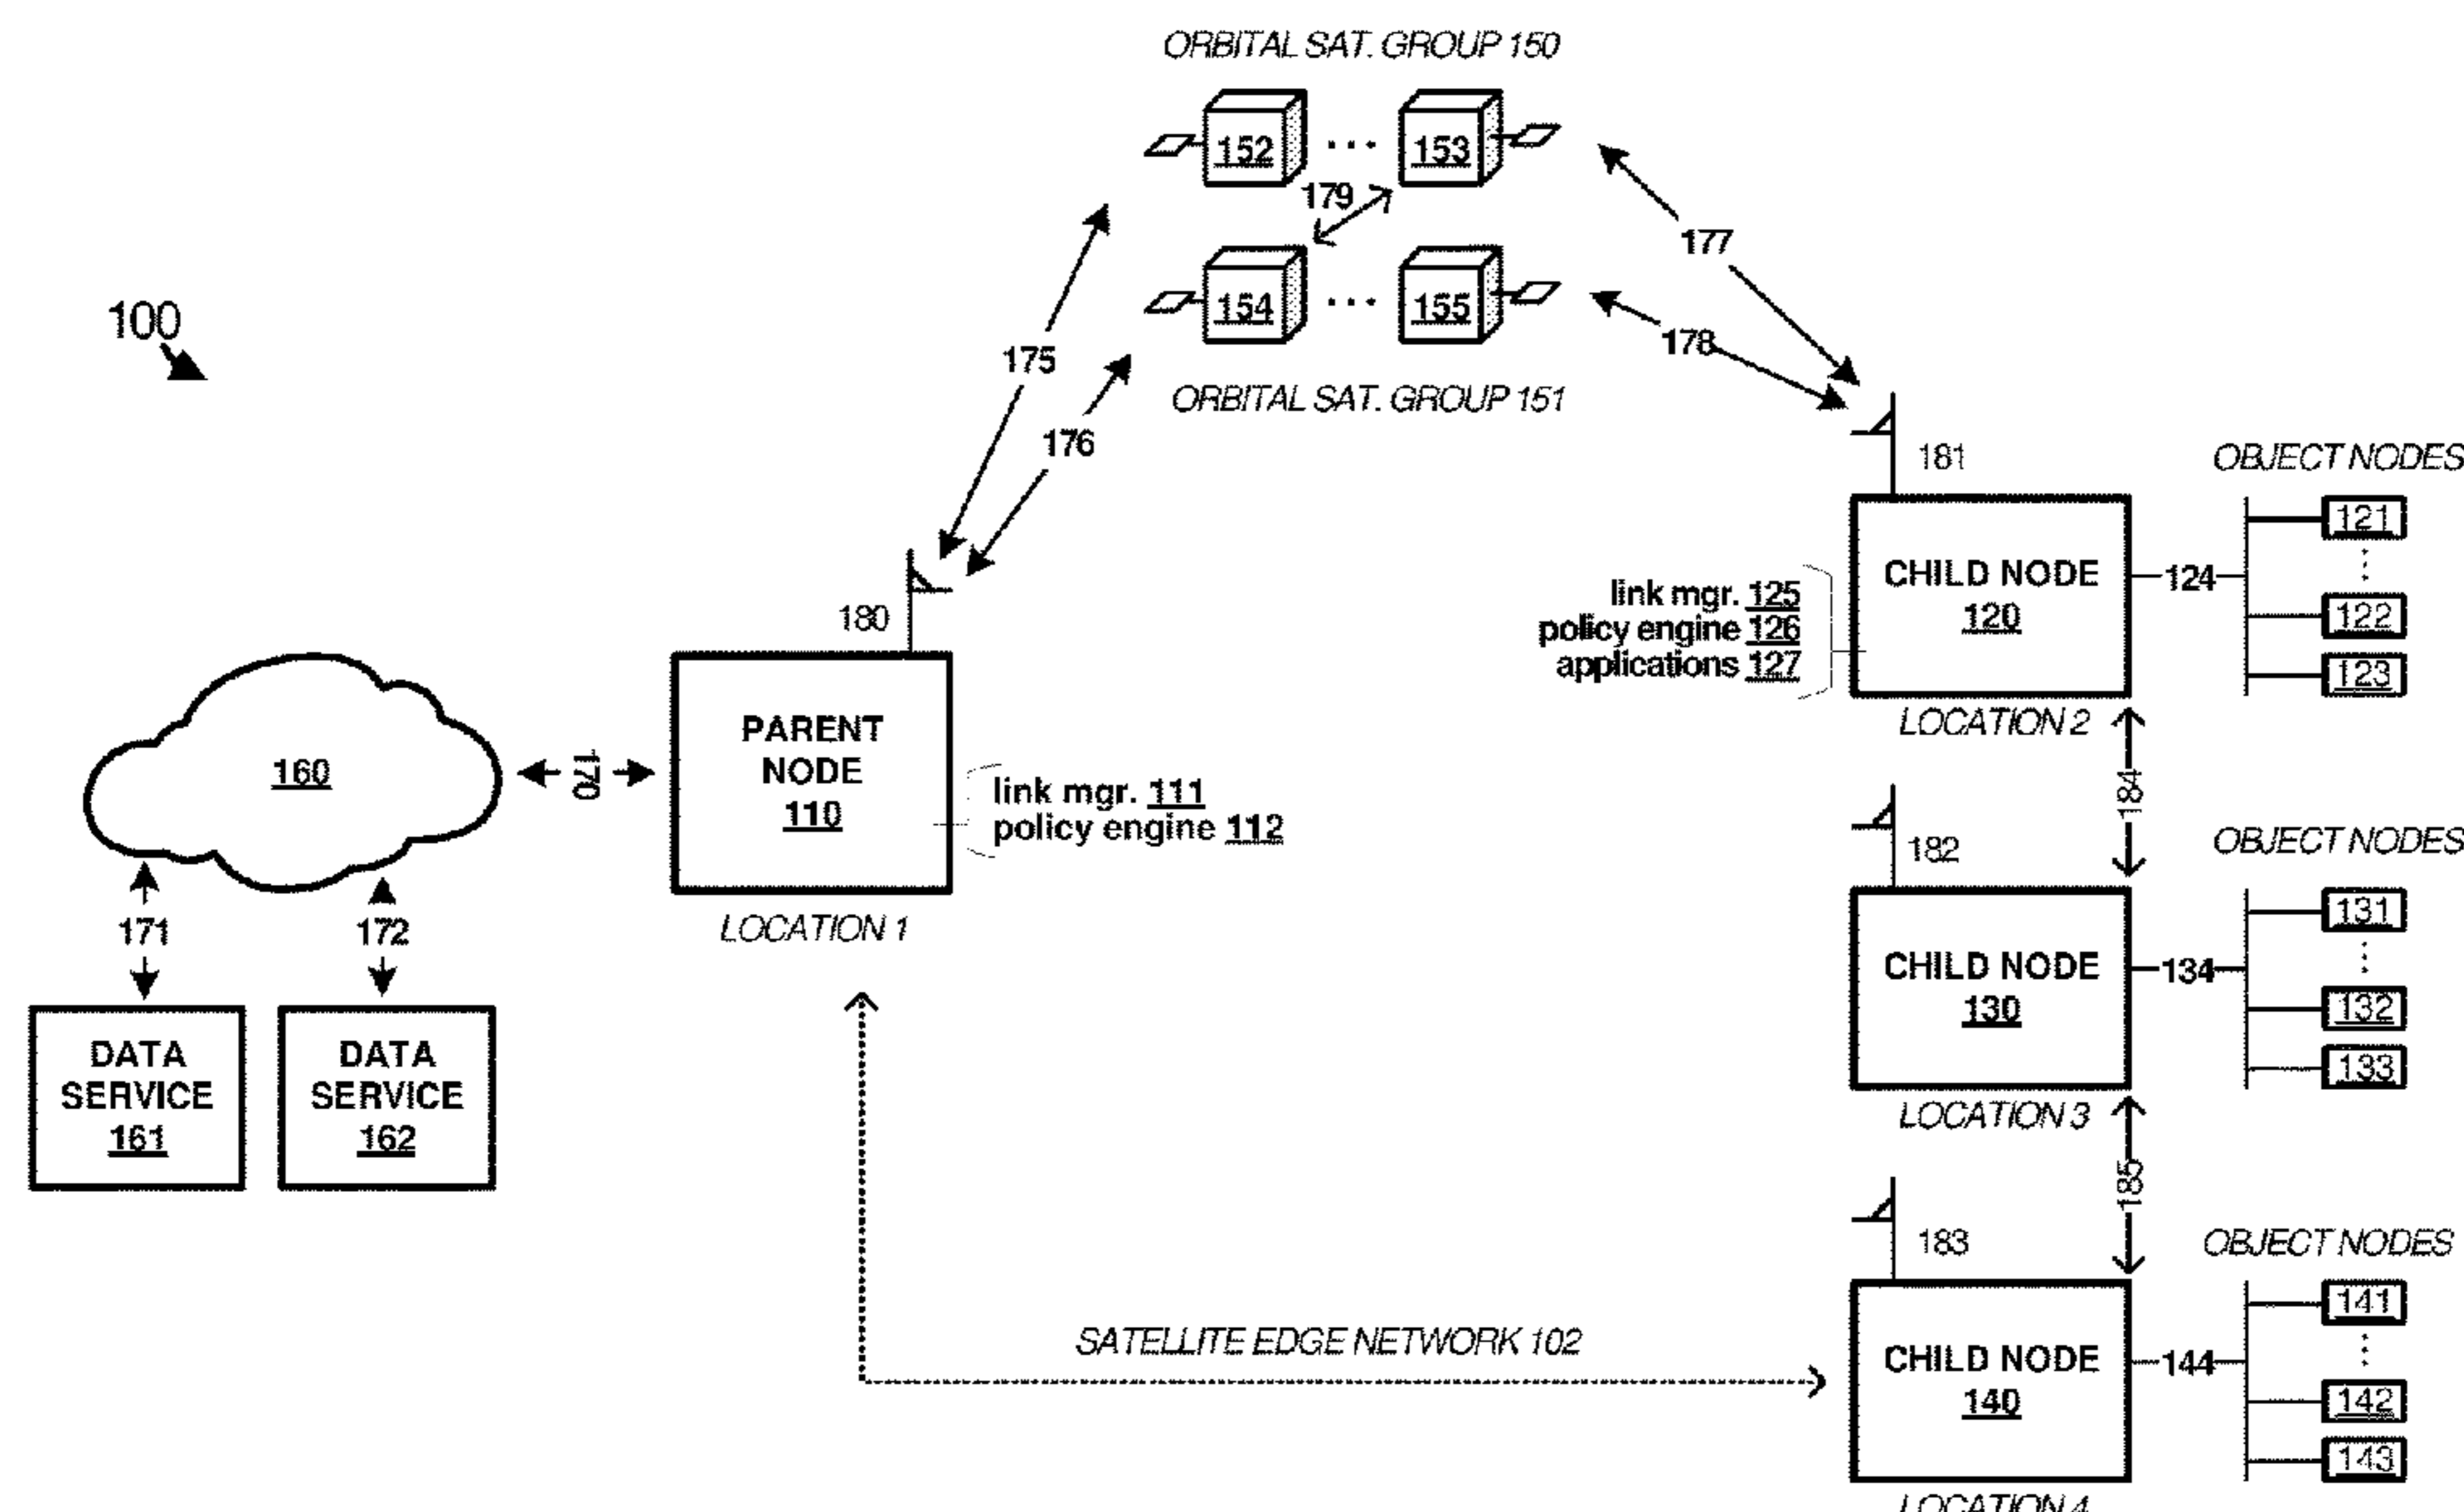 ORBITAL SAT. GROUP 150
152
...
153
179
154
...
155
ORBITAL SAT. GROUP 151
100
175
176
177
178
180
181
PARENT
NODE
110
link mgr. 111
policy engine 112
LOCATION 1
160
170
171
172
DATA
SERVICE
161
DATA
SERVICE
162
link mgr. 125
policy engine 126
applications 127
CHILD NODE
120
LOCATION 2
124
OBJECT NODES
121
122
123
184
182
CHILD NODE
130
LOCATION 3
134
OBJECT NODES
131
132
133
185
183
CHILD NODE
140
LOCATION 4
144
OBJECT NODES
141
142
143
SATELLITE EDGE NETWORK 102